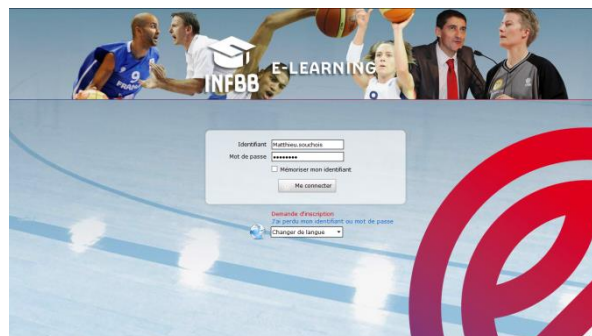 E-LEARNING
INFBB
9
FRANCE
Identifiant Matthieu.souchois
Mot de passe ••••••••
Mémoriser mon identifiant
Me connecter
Demande d'inscription
J'ai perdu mon identifiant ou mot de passe
Changer de langue